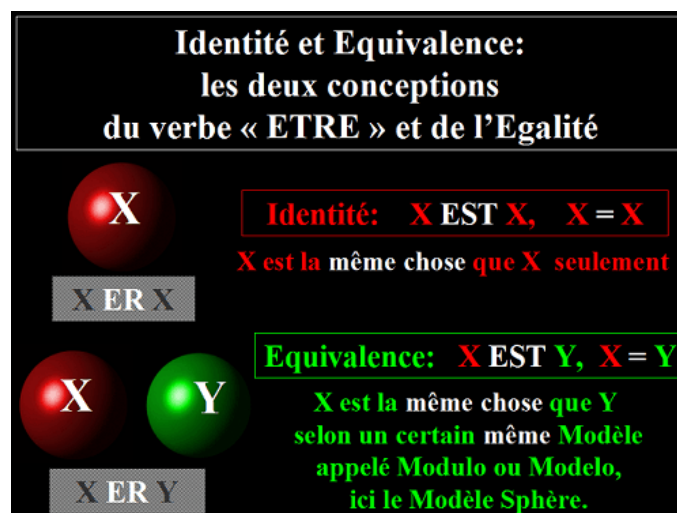 Identité et Equivalence:
les deux conceptions
du verbe « ETRE » et de l’Egalité
X
Identité: X EST X, X = X
X est la même chose que X seulement
X ER X
Equivalence: X EST Y, X = Y
X Y
X est la même chose que Y
selon un certain même Modèle
appelé Modulo ou Modelo,
X ER Y
ici le Modèle Sphère.